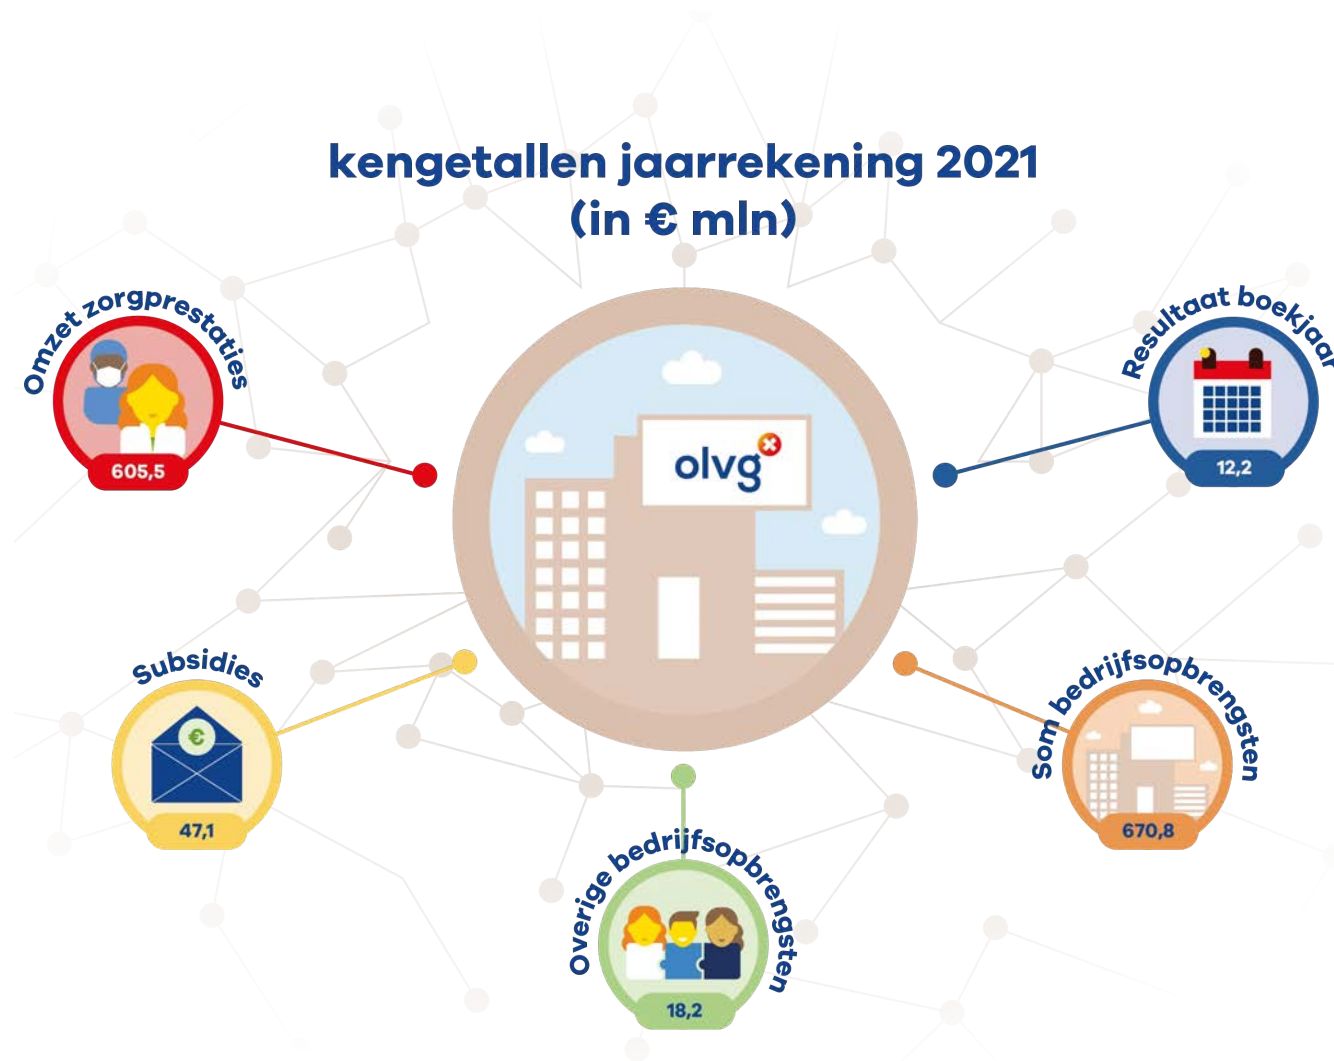 kengetallen jaarrekening 2021
(in € mln)
Omzet zorgprestaties
605,5
Resultaat boekjaar
12,2
olvg
Subsidies
€
47,1
Som bedrijfsopbrengsten
670,8
Overige bedrijfsopbrengsten
18,2